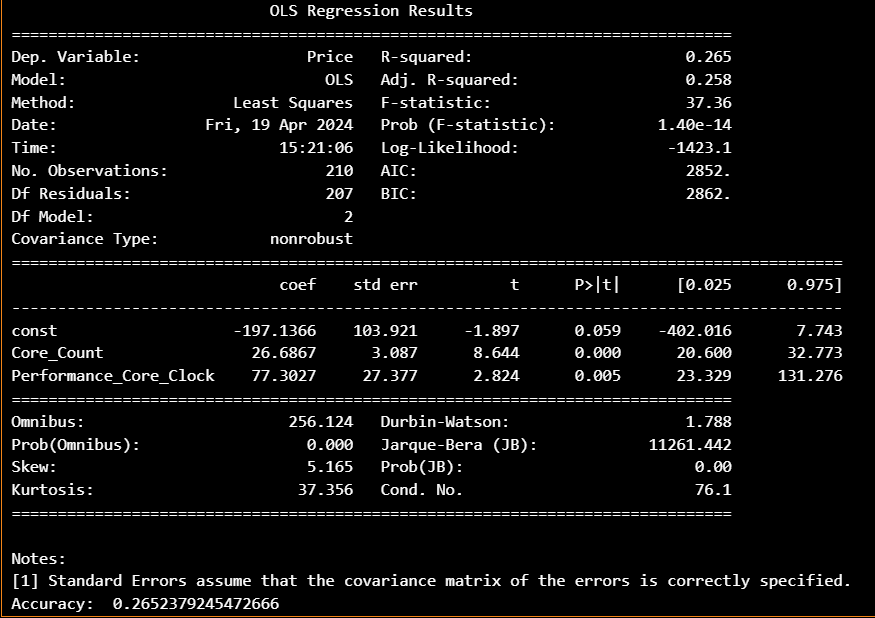 OLS Regression Results
==============================================================================
Dep. Variable: Price R-squared: 0.265
Model: OLS Adj. R-squared: 0.258
Method: Least Squares F-statistic: 37.36
Date: Fri, 19 Apr 2024 Prob (F-statistic): 1.40e-14
Time: 15:21:06 Log-Likelihood: -1423.1
No. Observations: 210 AIC: 2852.
Df Residuals: 207 BIC: 2862.
Df Model: 2
Covariance Type: nonrobust
==========================================================================================
coef std err t P>|t| [0.025 0.975]
------------------------------------------------------------------------------------------
const -197.1366 103.921 -1.897 0.059 -402.016 7.743
Core_Count 26.6867 3.087 8.644 0.000 20.600 32.773
Performance_Core_Clock 77.3027 27.377 2.824 0.005 23.329 131.276
==============================================================================
Omnibus: 256.124 Durbin-Watson: 1.788
Prob(Omnibus): 0.000 Jarque-Bera (JB): 11261.442
Skew: 5.165 Prob(JB): 0.00
Kurtosis: 37.356 Cond. No. 76.1
==============================================================================
Notes:
[1] Standard Errors assume that the covariance matrix of the errors is correctly specified.
Accuracy: 0.2652379245472666